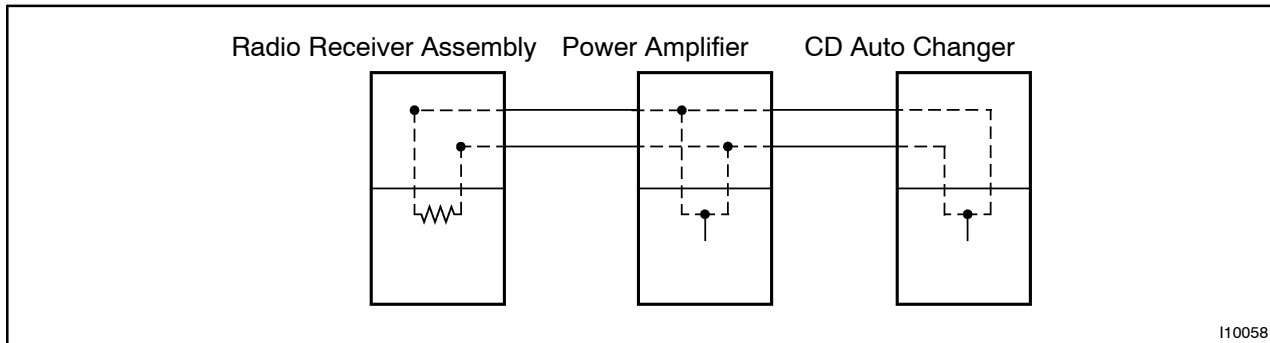 Radio Receiver Assembly Power Amplifier CD Auto Changer
I10058